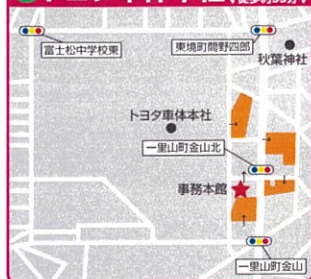 富士松中学校東
東境町間野四郎
秋葉神社
トヨタ車体本社
一里山町金山北
事務本館
一里山町金山